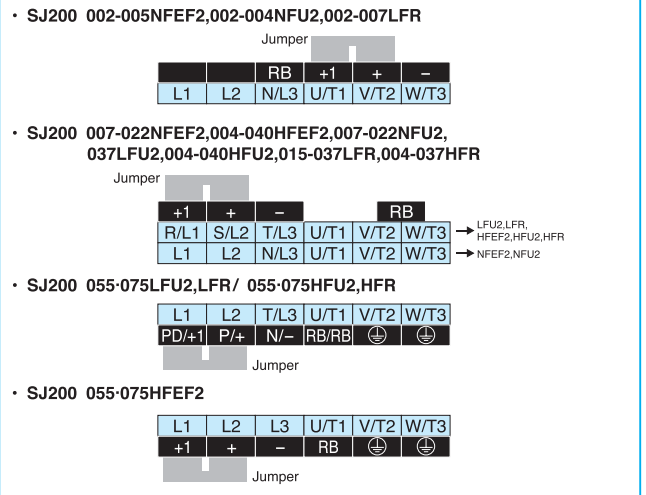 · SJ200 002-005NFEF2,002-004NFU2,002-007LFR
Jumper
RB +1 + −
L1 L2 N/L3 U/T1 V/T2 W/T3
· SJ200 007-022NFEF2,004-040HFEF2,007-022NFU2,
037LFU2,004-040HFU2,015-037LFR,004-037HFR
Jumper
+1 + − RB
R/L1 S/L2 T/L3 U/T1 V/T2 W/T3 → LFU2,LFR,
HFEF2,HFU2,HFR
L1 L2 N/L3 U/T1 V/T2 W/T3 → NFEF2,NFU2
· SJ200 055·075LFU2,LFR/ 055·075HFU2,HFR
L1 L2 T/L3 U/T1 V/T2 W/T3
PD/+1 P/+ N/− RB/RB ⏚ ⏚
Jumper
· SJ200 055·075HFEF2
L1 L2 L3 U/T1 V/T2 W/T3
+1 + − RB ⏚ ⏚
Jumper